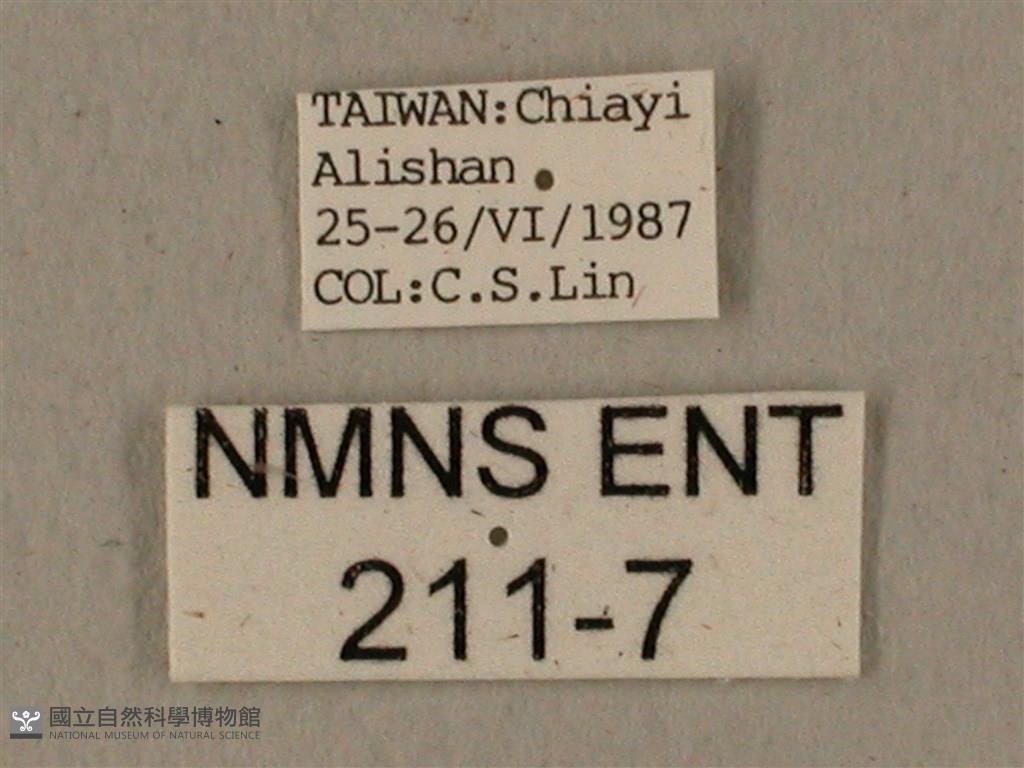 TAIWAN:Chiayi
Alishan
25-26/VI/1987
COL:C.S.Lin
NMNS ENT
211-7
國立自然科學博物館
NATIONAL MUSEUM OF NATURAL SCIENCE